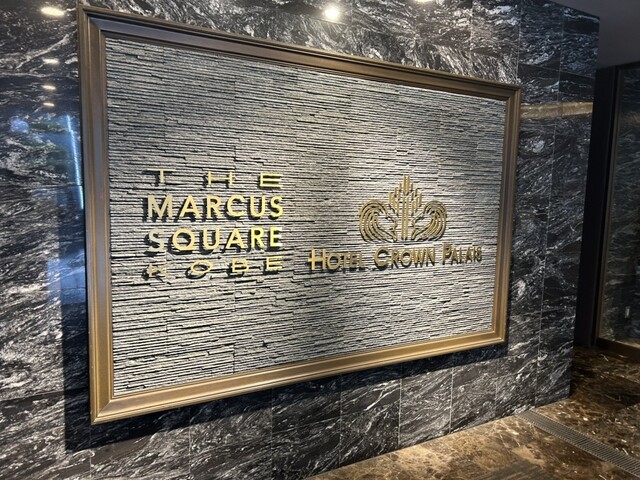 THE
MARCUS
SQUARE
KOBE
HOTEL CROWN PALAIS